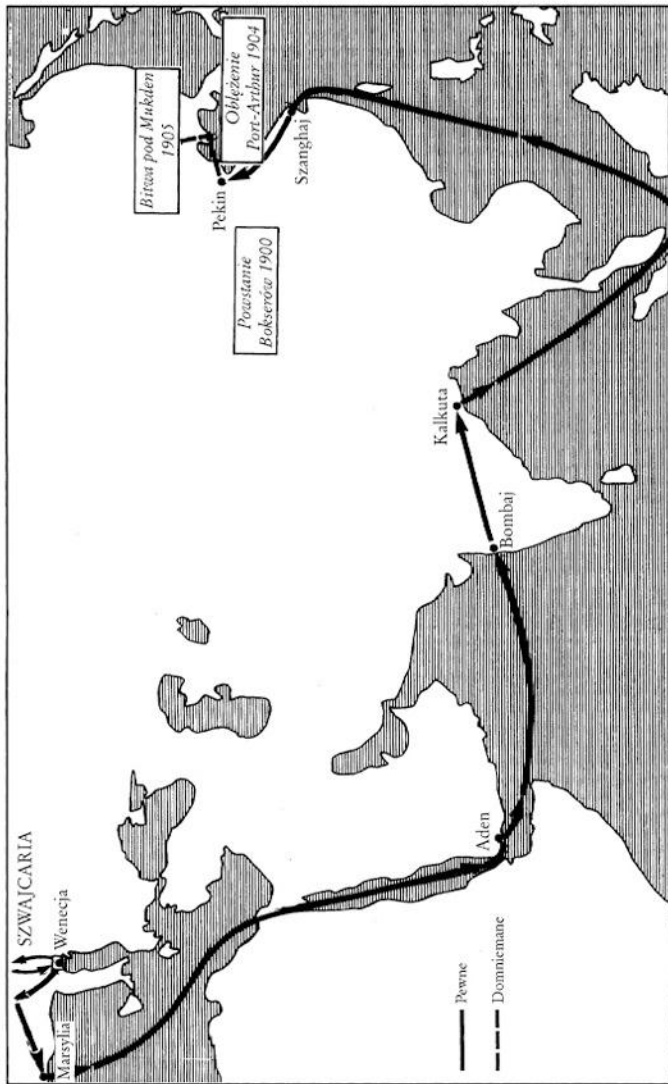 SZWAJCARIA
Wenecja
Marsylia
Aden
Bombaj
Kalkuta
Szanghaj
Pekin
Bitwa pod Mukden
1905
Oblężenie
Port-Arthur 1904
Powstanie
Bokserów 1900
Pewne
Domniemane